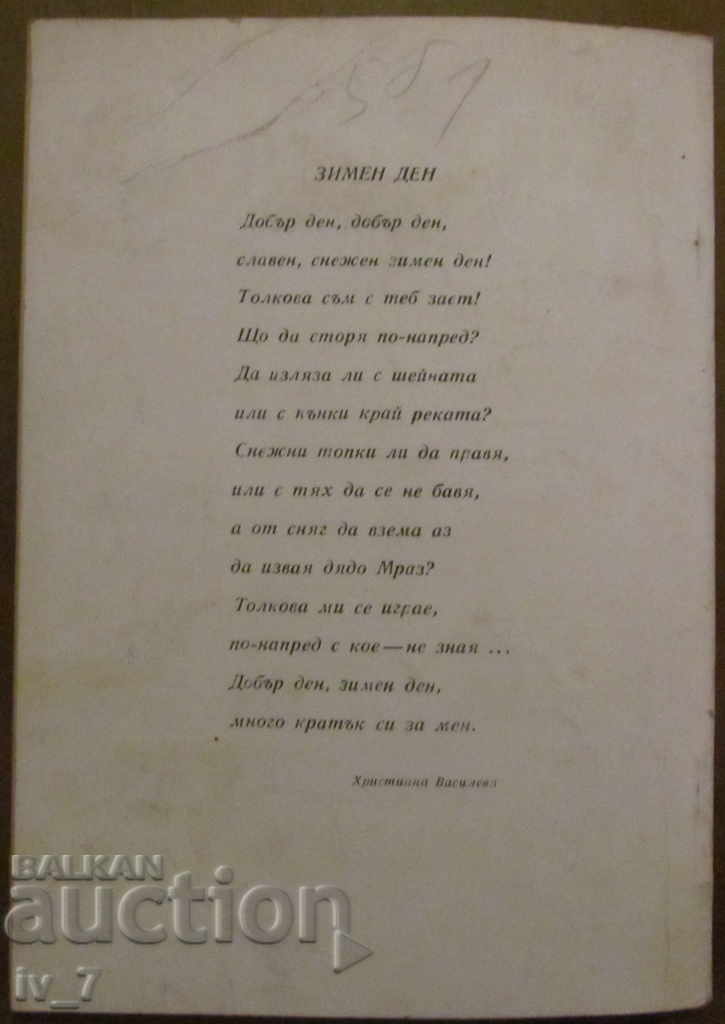 581
ЗИМЕН ДЕН
Добър ден, добър ден,
славен, снежен зимен ден!
Толкова съм с теб зает!
Що да сторя по-напред?
Да изляза ли с шейната
или с кънки край реката?
Снежни топки ли да правя,
или с тях да се не бавя,
а от сняг да взема аз
да извая дядо Мраз?
Толкова ми се играе,
по-напред с кое — не зная ...
Добър ден, зимен ден,
много кратък си за мен.
Християна Василева
BALKAN
auction
iv_7